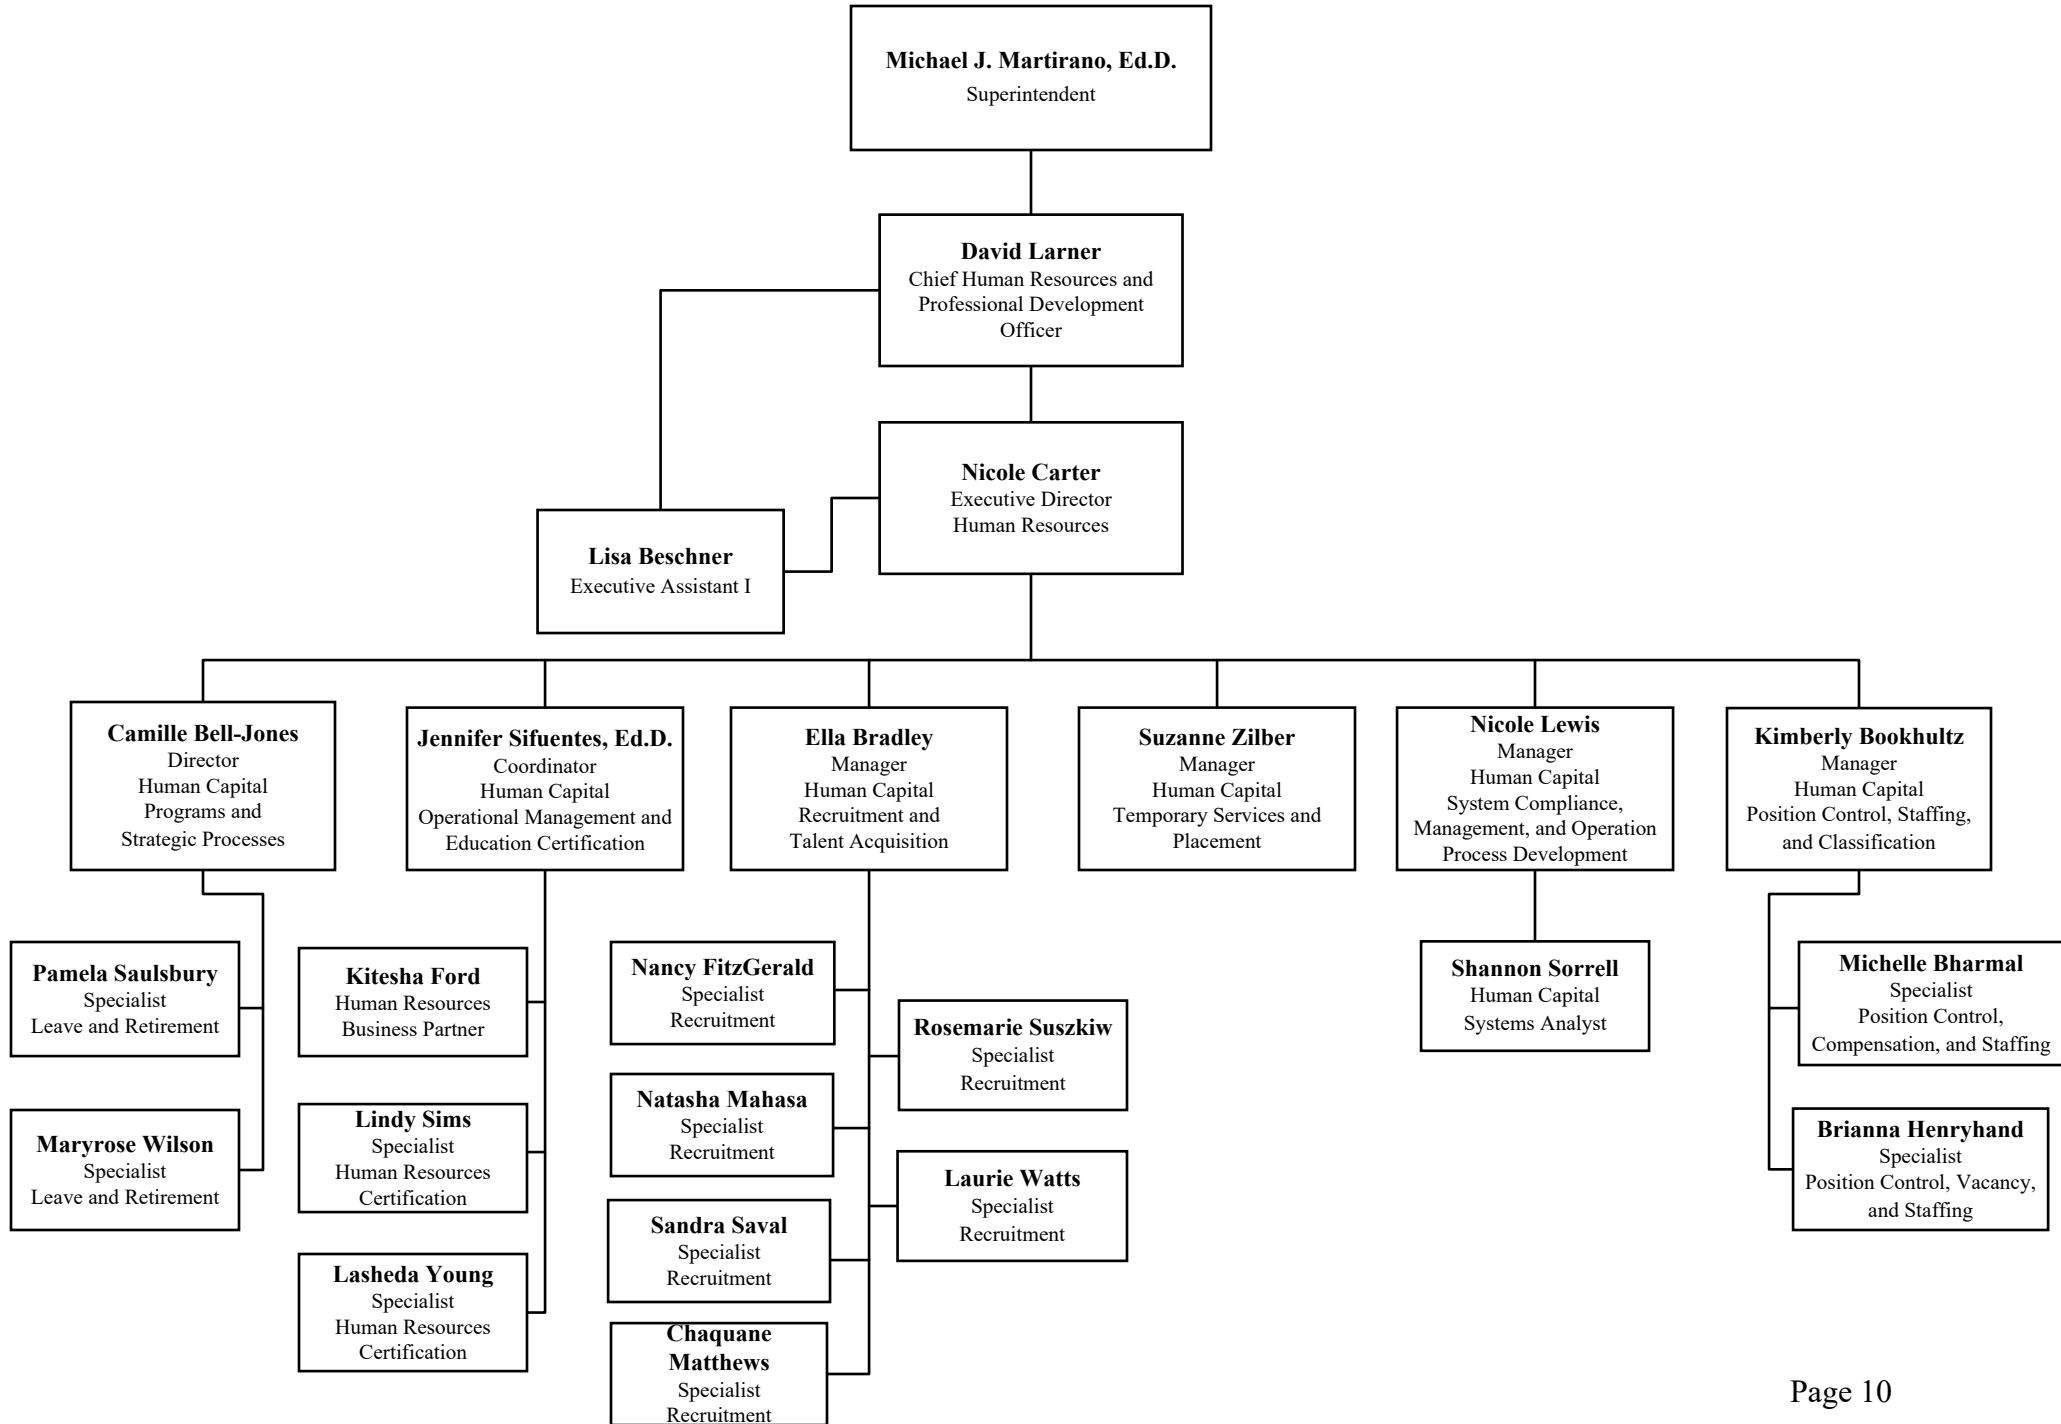 Michael J. Martirano, Ed.D.
Superintendent
David Larner
Chief Human Resources and
Professional Development
Officer
Nicole Carter
Executive Director
Human Resources
Lisa Beschner
Executive Assistant I
Camille Bell-Jones
Director
Human Capital
Programs and
Strategic Processes
Jennifer Sifuentes, Ed.D.
Coordinator
Human Capital
Operational Management and
Education Certification
Ella Bradley
Manager
Human Capital
Recruitment and
Talent Acquisition
Suzanne Zilber
Manager
Human Capital
Temporary Services and
Placement
Nicole Lewis
Manager
Human Capital
System Compliance,
Management, and Operation
Process Development
Kimberly Bookhultz
Manager
Human Capital
Position Control, Staffing,
and Classification
Pamela Saulsbury
Specialist
Leave and Retirement
Maryrose Wilson
Specialist
Leave and Retirement
Kitesha Ford
Human Resources
Business Partner
Lindy Sims
Specialist
Human Resources
Certification
Lasheda Young
Specialist
Human Resources
Certification
Nancy FitzGerald
Specialist
Recruitment
Rosemarie Suszkiw
Specialist
Recruitment
Natasha Mahasa
Specialist
Recruitment
Laurie Watts
Specialist
Recruitment
Sandra Saval
Specialist
Recruitment
Chaquane
Matthews
Specialist
Recruitment
Shannon Sorrell
Human Capital
Systems Analyst
Michelle Bharmal
Specialist
Position Control,
Compensation, and Staffing
Brianna Henryhand
Specialist
Position Control, Vacancy,
and Staffing
Page 10